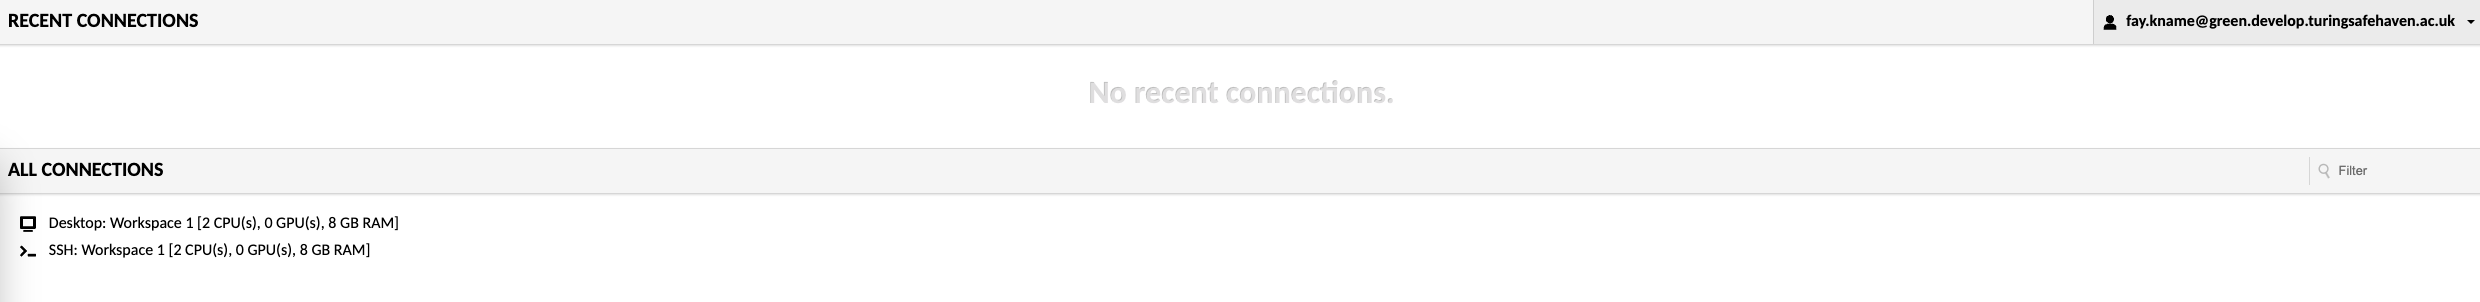 RECENT CONNECTIONS
fay.kname@green.develop.turingsafehaven.ac.uk
No recent connections.
ALL CONNECTIONS
Filter
Desktop: Workspace 1 [2 CPU(s), 0 GPU(s), 8 GB RAM]
SSH: Workspace 1 [2 CPU(s), 0 GPU(s), 8 GB RAM]